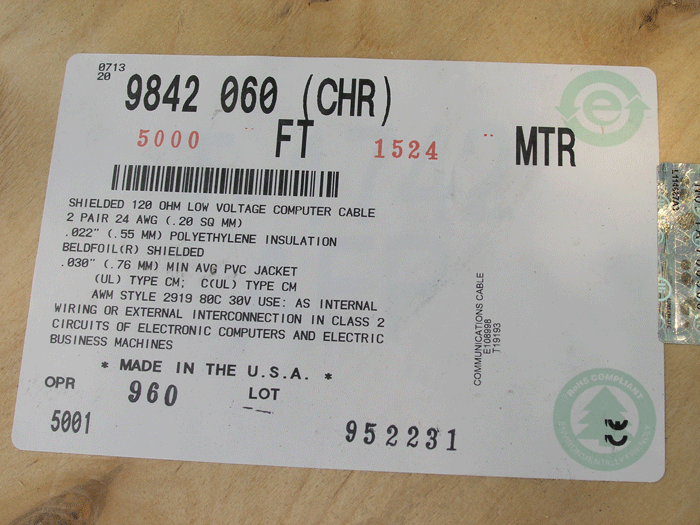 0713
20
9842 060 (CHR)
5000 FT 1524 MTR
SHIELDED 120 OHM LOW VOLTAGE COMPUTER CABLE
2 PAIR 24 AWG (.20 SQ MM)
.022" (.55 MM) POLYETHYLENE INSULATION
BELDFOIL(R) SHIELDED
.030" (.76 MM) MIN AVG PVC JACKET
(UL) TYPE CM; C(UL) TYPE CM
AWM STYLE 2919 80C 30V USE: AS INTERNAL
WIRING OR EXTERNAL INTERCONNECTION IN CLASS 2
CIRCUITS OF ELECTRONIC COMPUTERS AND ELECTRIC
BUSINESS MACHINES
* MADE IN THE U.S.A. *
OPR 960 LOT
5001 952231
COMMUNICATIONS CABLE
E108998
T19193
e
RoHS COMPLIANT
ENVIRONMENTALLY FRIENDLY
CE